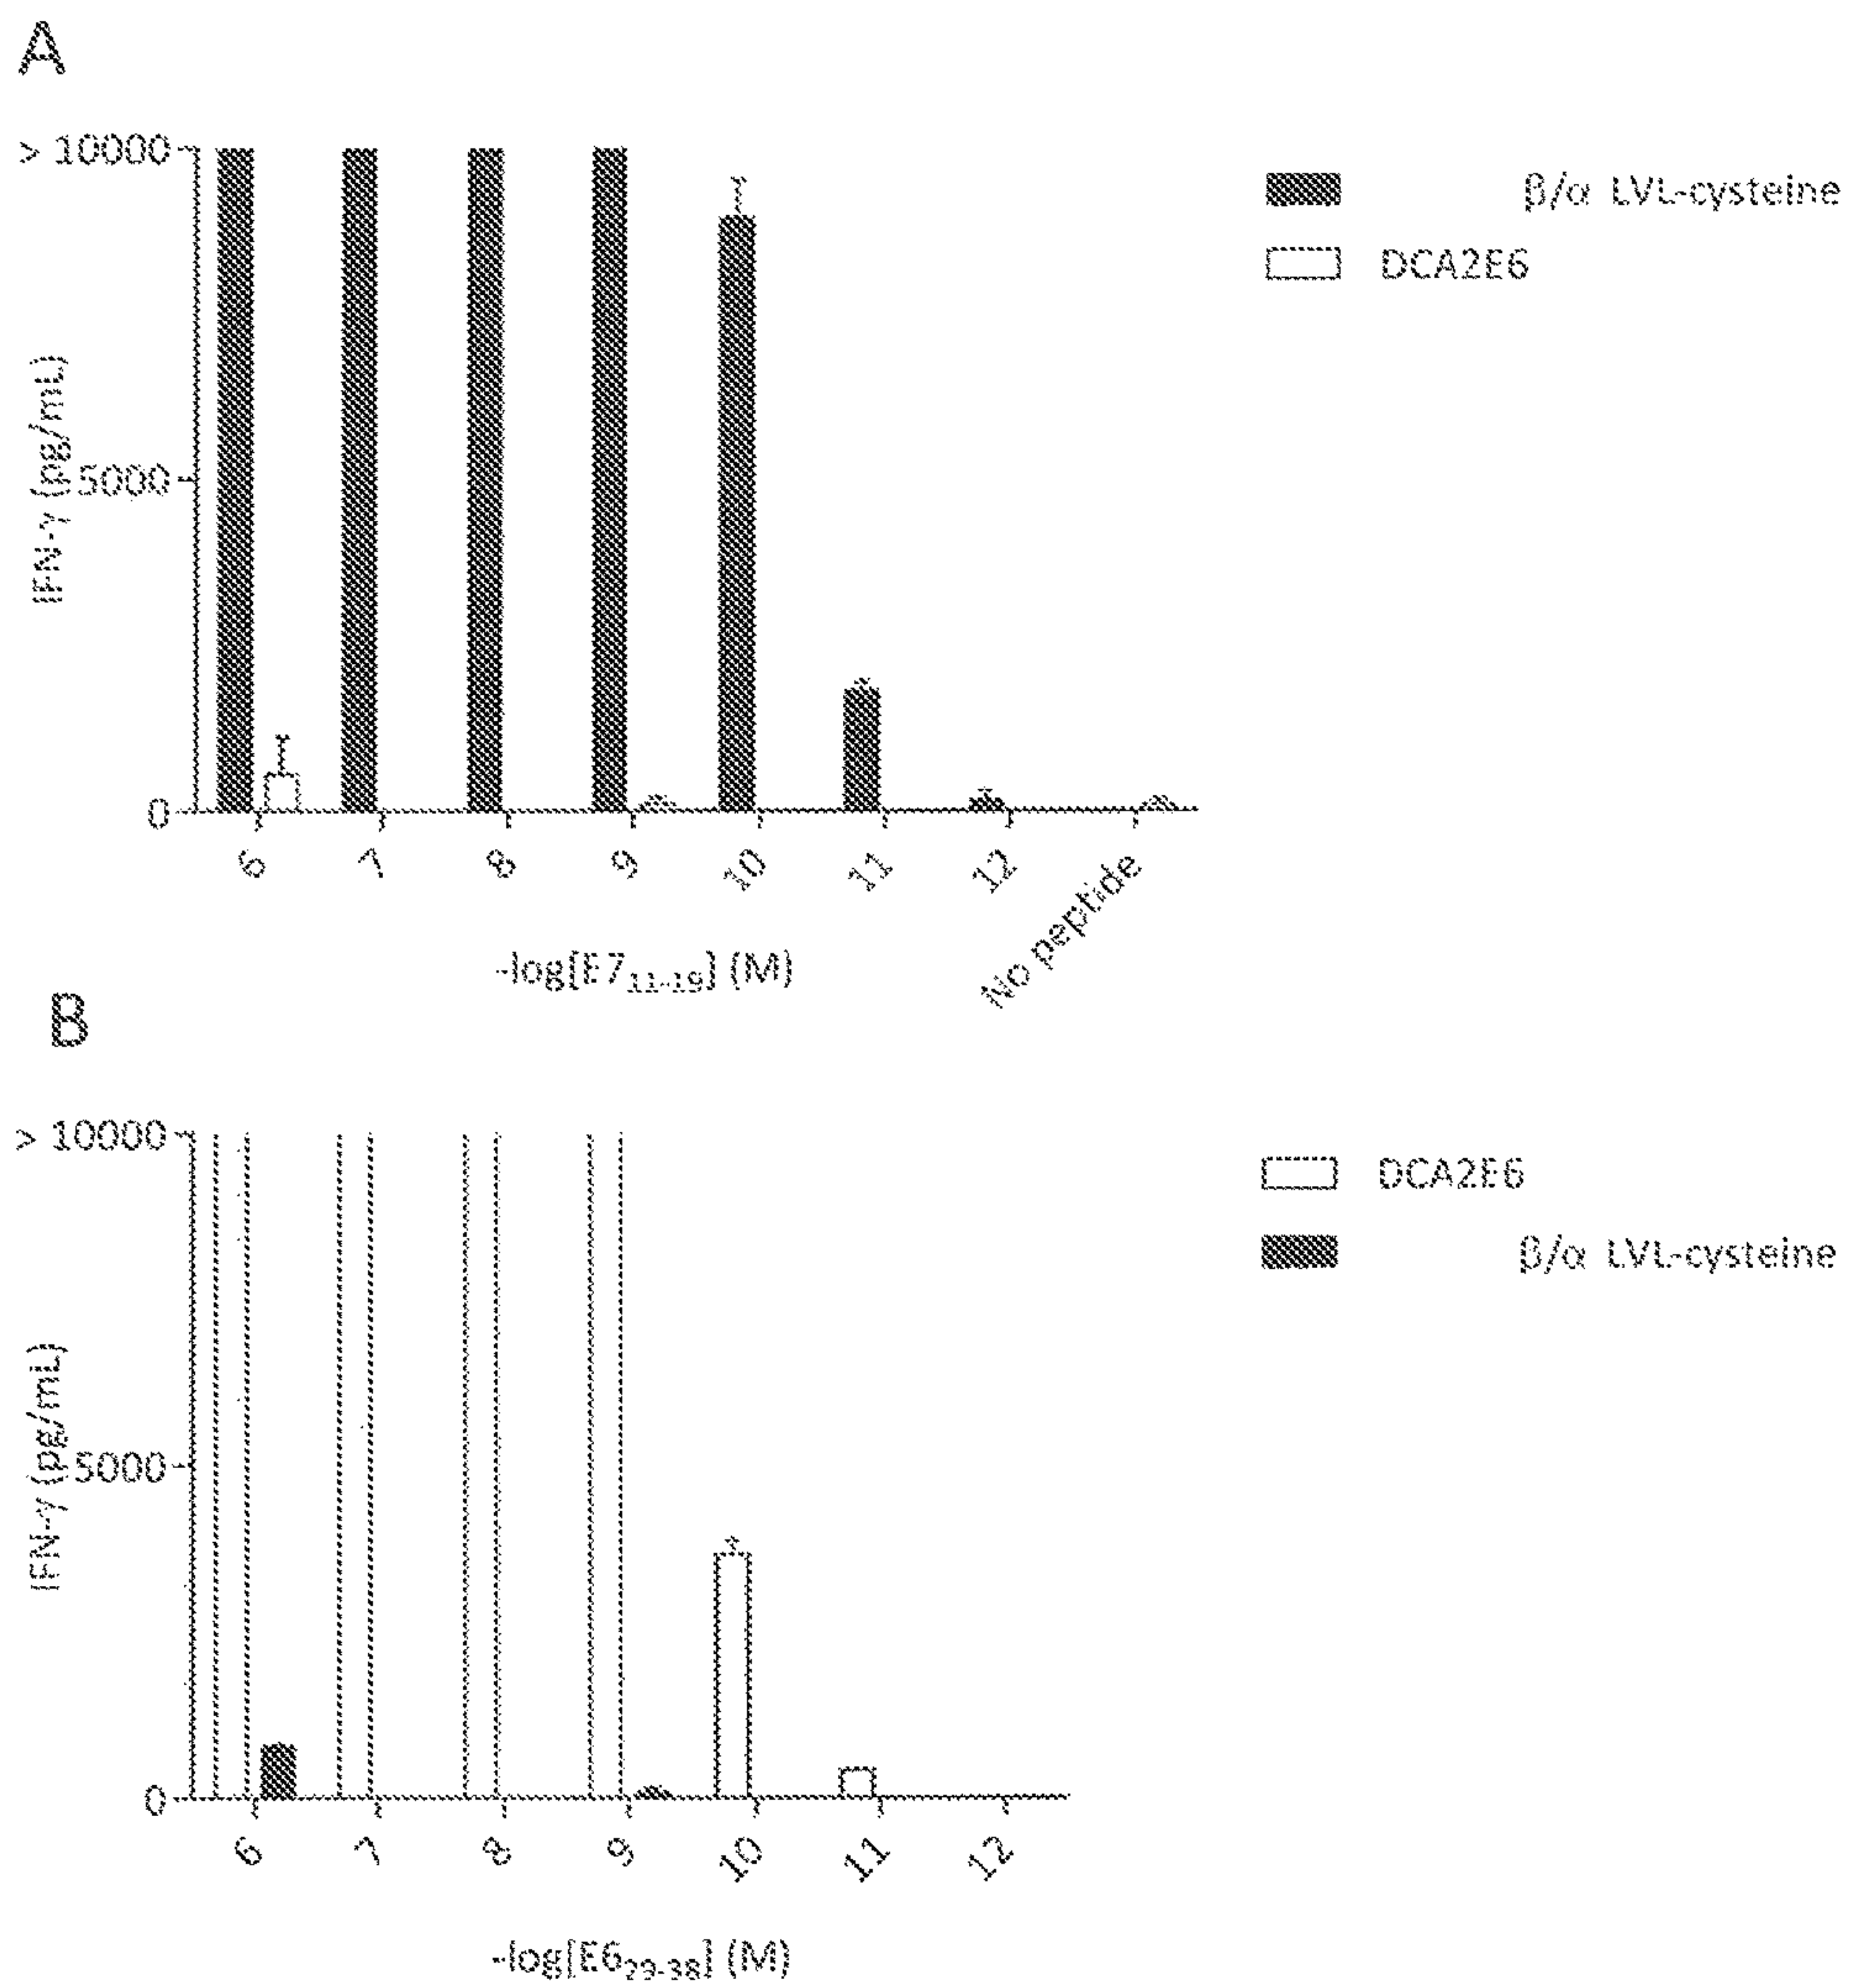 A
> 10000
5000
0
IFN-γ (pg/mL)
6 7 8 9 10 11 12 No peptide
-log[E7₁₁₋₁₉] (M)
β/α LVL-cysteine
DCA2E6
B
> 10000
5000
0
IFN-γ (pg/mL)
6 7 8 9 10 11 12
-log[E6₂₉₋₃₈] (M)
DCA2E6
β/α LVL-cysteine